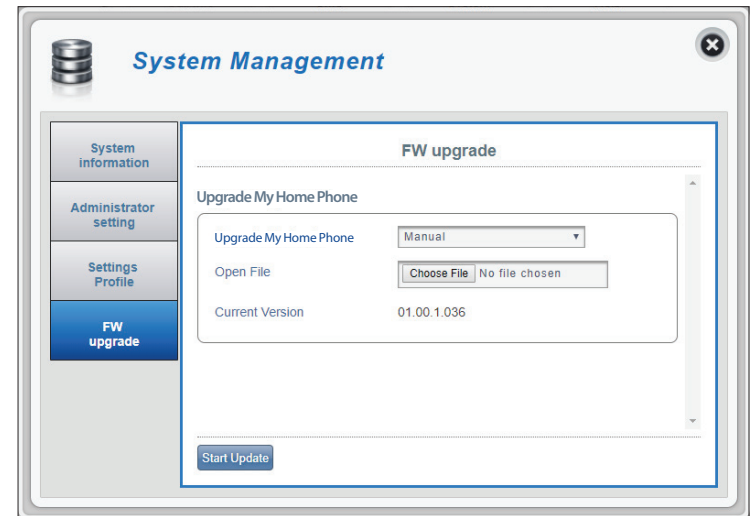 System Management
System
information
Administrator
setting
Settings
Profile
FW
upgrade
FW upgrade
Upgrade My Home Phone
Upgrade My Home Phone Manual
Open File Choose File No file chosen
Current Version 01.00.1.036
Start Update